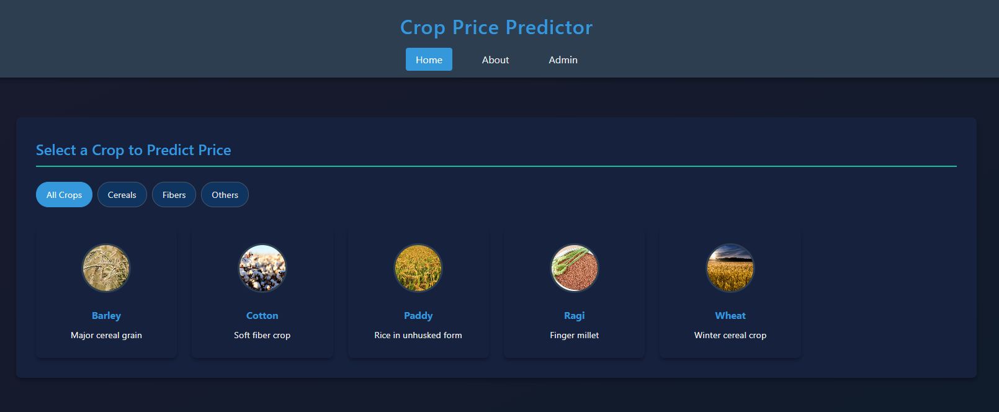 Crop Price Predictor
Home About Admin
Select a Crop to Predict Price
All Crops Cereals Fibers Others
Barley Cotton Paddy Ragi Wheat
Major cereal grain Soft fiber crop Rice in unhusked form Finger millet Winter cereal crop